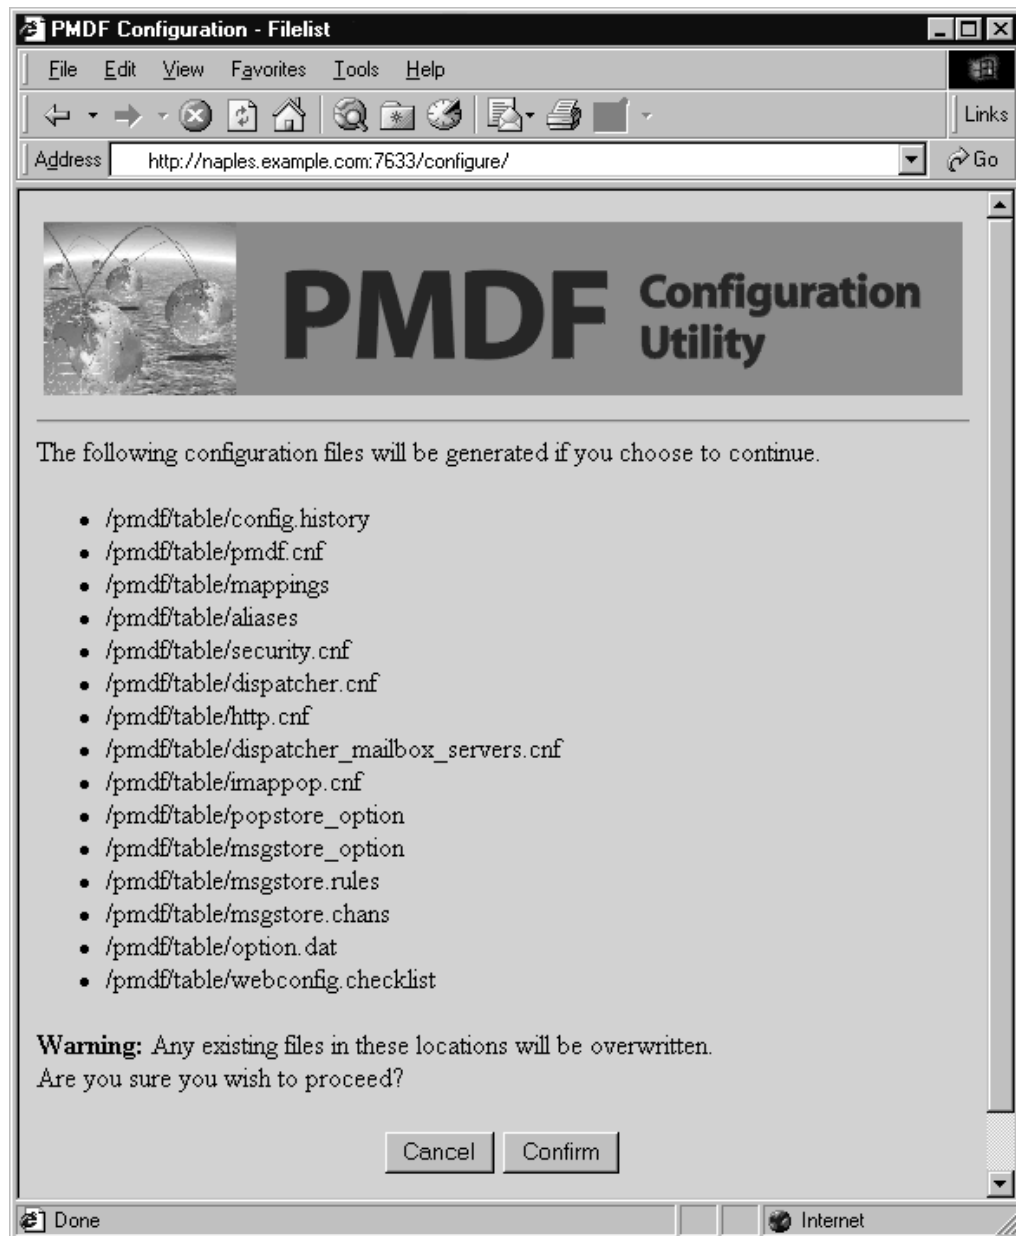 PMDF Configuration - Filelist
File Edit View Favorites Tools Help
Links
Address http://naples.example.com:7633/configure/ Go
PMDF Configuration
Utility
The following configuration files will be generated if you choose to continue.
• /pmdf/table/config.history
• /pmdf/table/pmdf.cnf
• /pmdf/table/mappings
• /pmdf/table/aliases
• /pmdf/table/security.cnf
• /pmdf/table/dispatcher.cnf
• /pmdf/table/http.cnf
• /pmdf/table/dispatcher_mailbox_servers.cnf
• /pmdf/table/imappop.cnf
• /pmdf/table/popstore_option
• /pmdf/table/msgstore_option
• /pmdf/table/msgstore.rules
• /pmdf/table/msgstore.chans
• /pmdf/table/option.dat
• /pmdf/table/webconfig.checklist
Warning: Any existing files in these locations will be overwritten.
Are you sure you wish to proceed?
Cancel Confirm
Done Internet